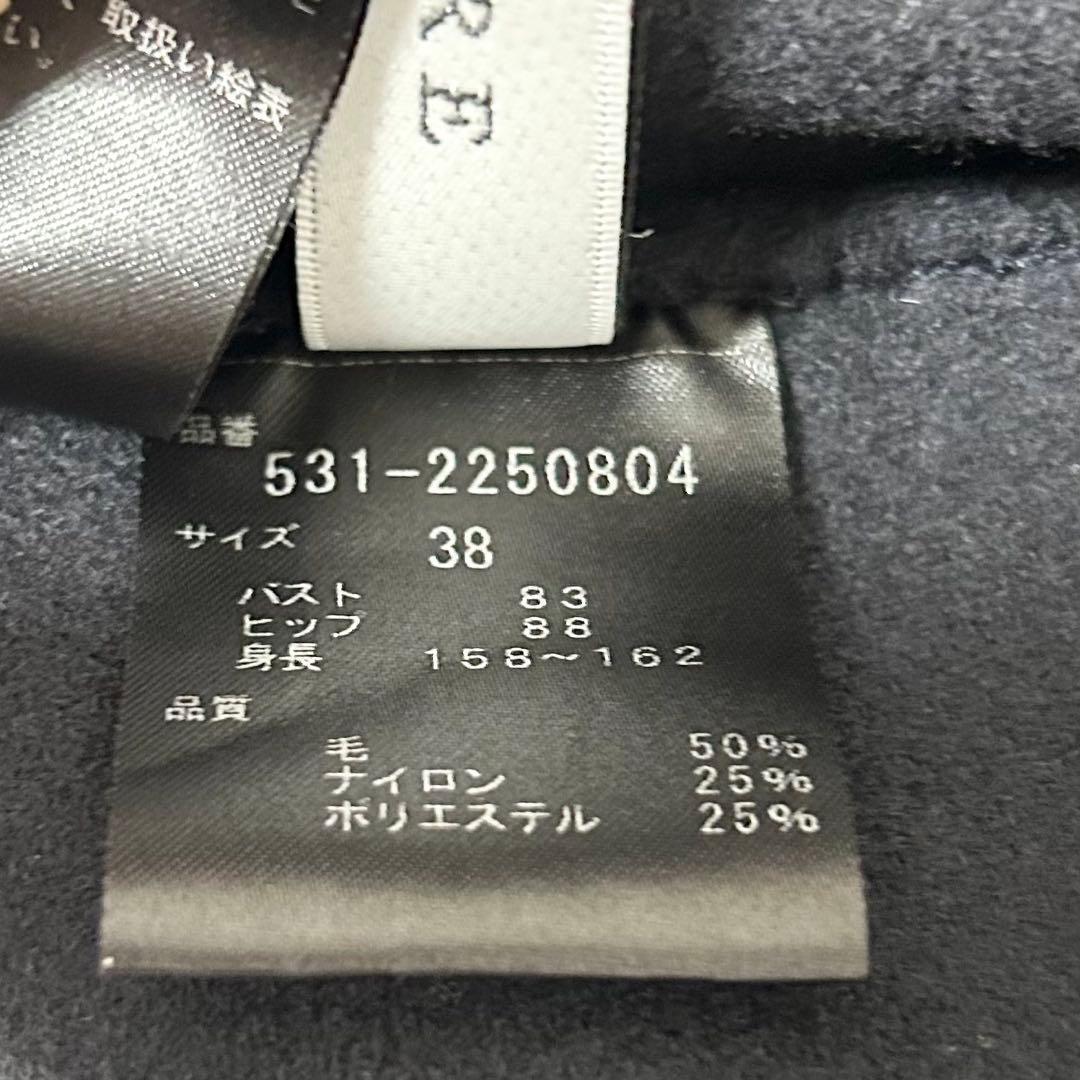 取扱い絵表
い。
RE
品番
531-2250804
サイズ 38
バスト 83
ヒップ 88
身長 158～162
品質
毛 50%
ナイロン 25%
ポリエステル 25%